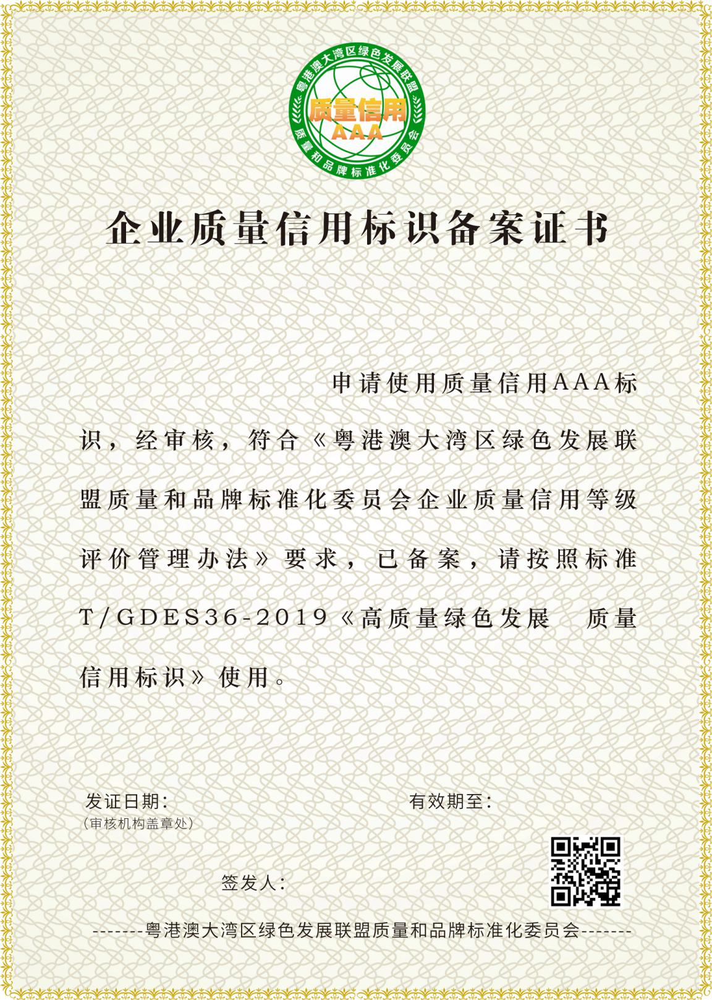 粤港澳大湾区绿色发展联盟
质量信用
AAA
质量和品牌标准化委员会
企业质量信用标识备案证书
申请使用质量信用AAA标
识，经审核，符合《粤港澳大湾区绿色发展联
盟质量和品牌标准化委员会企业质量信用等级
评价管理办法》要求，已备案，请按照标准
T/GDES36-2019《高质量绿色发展　质量
信用标识》使用。
发证日期：
有效期至：
（审核机构盖章处）
签发人：
-------粤港澳大湾区绿色发展联盟质量和品牌标准化委员会-------